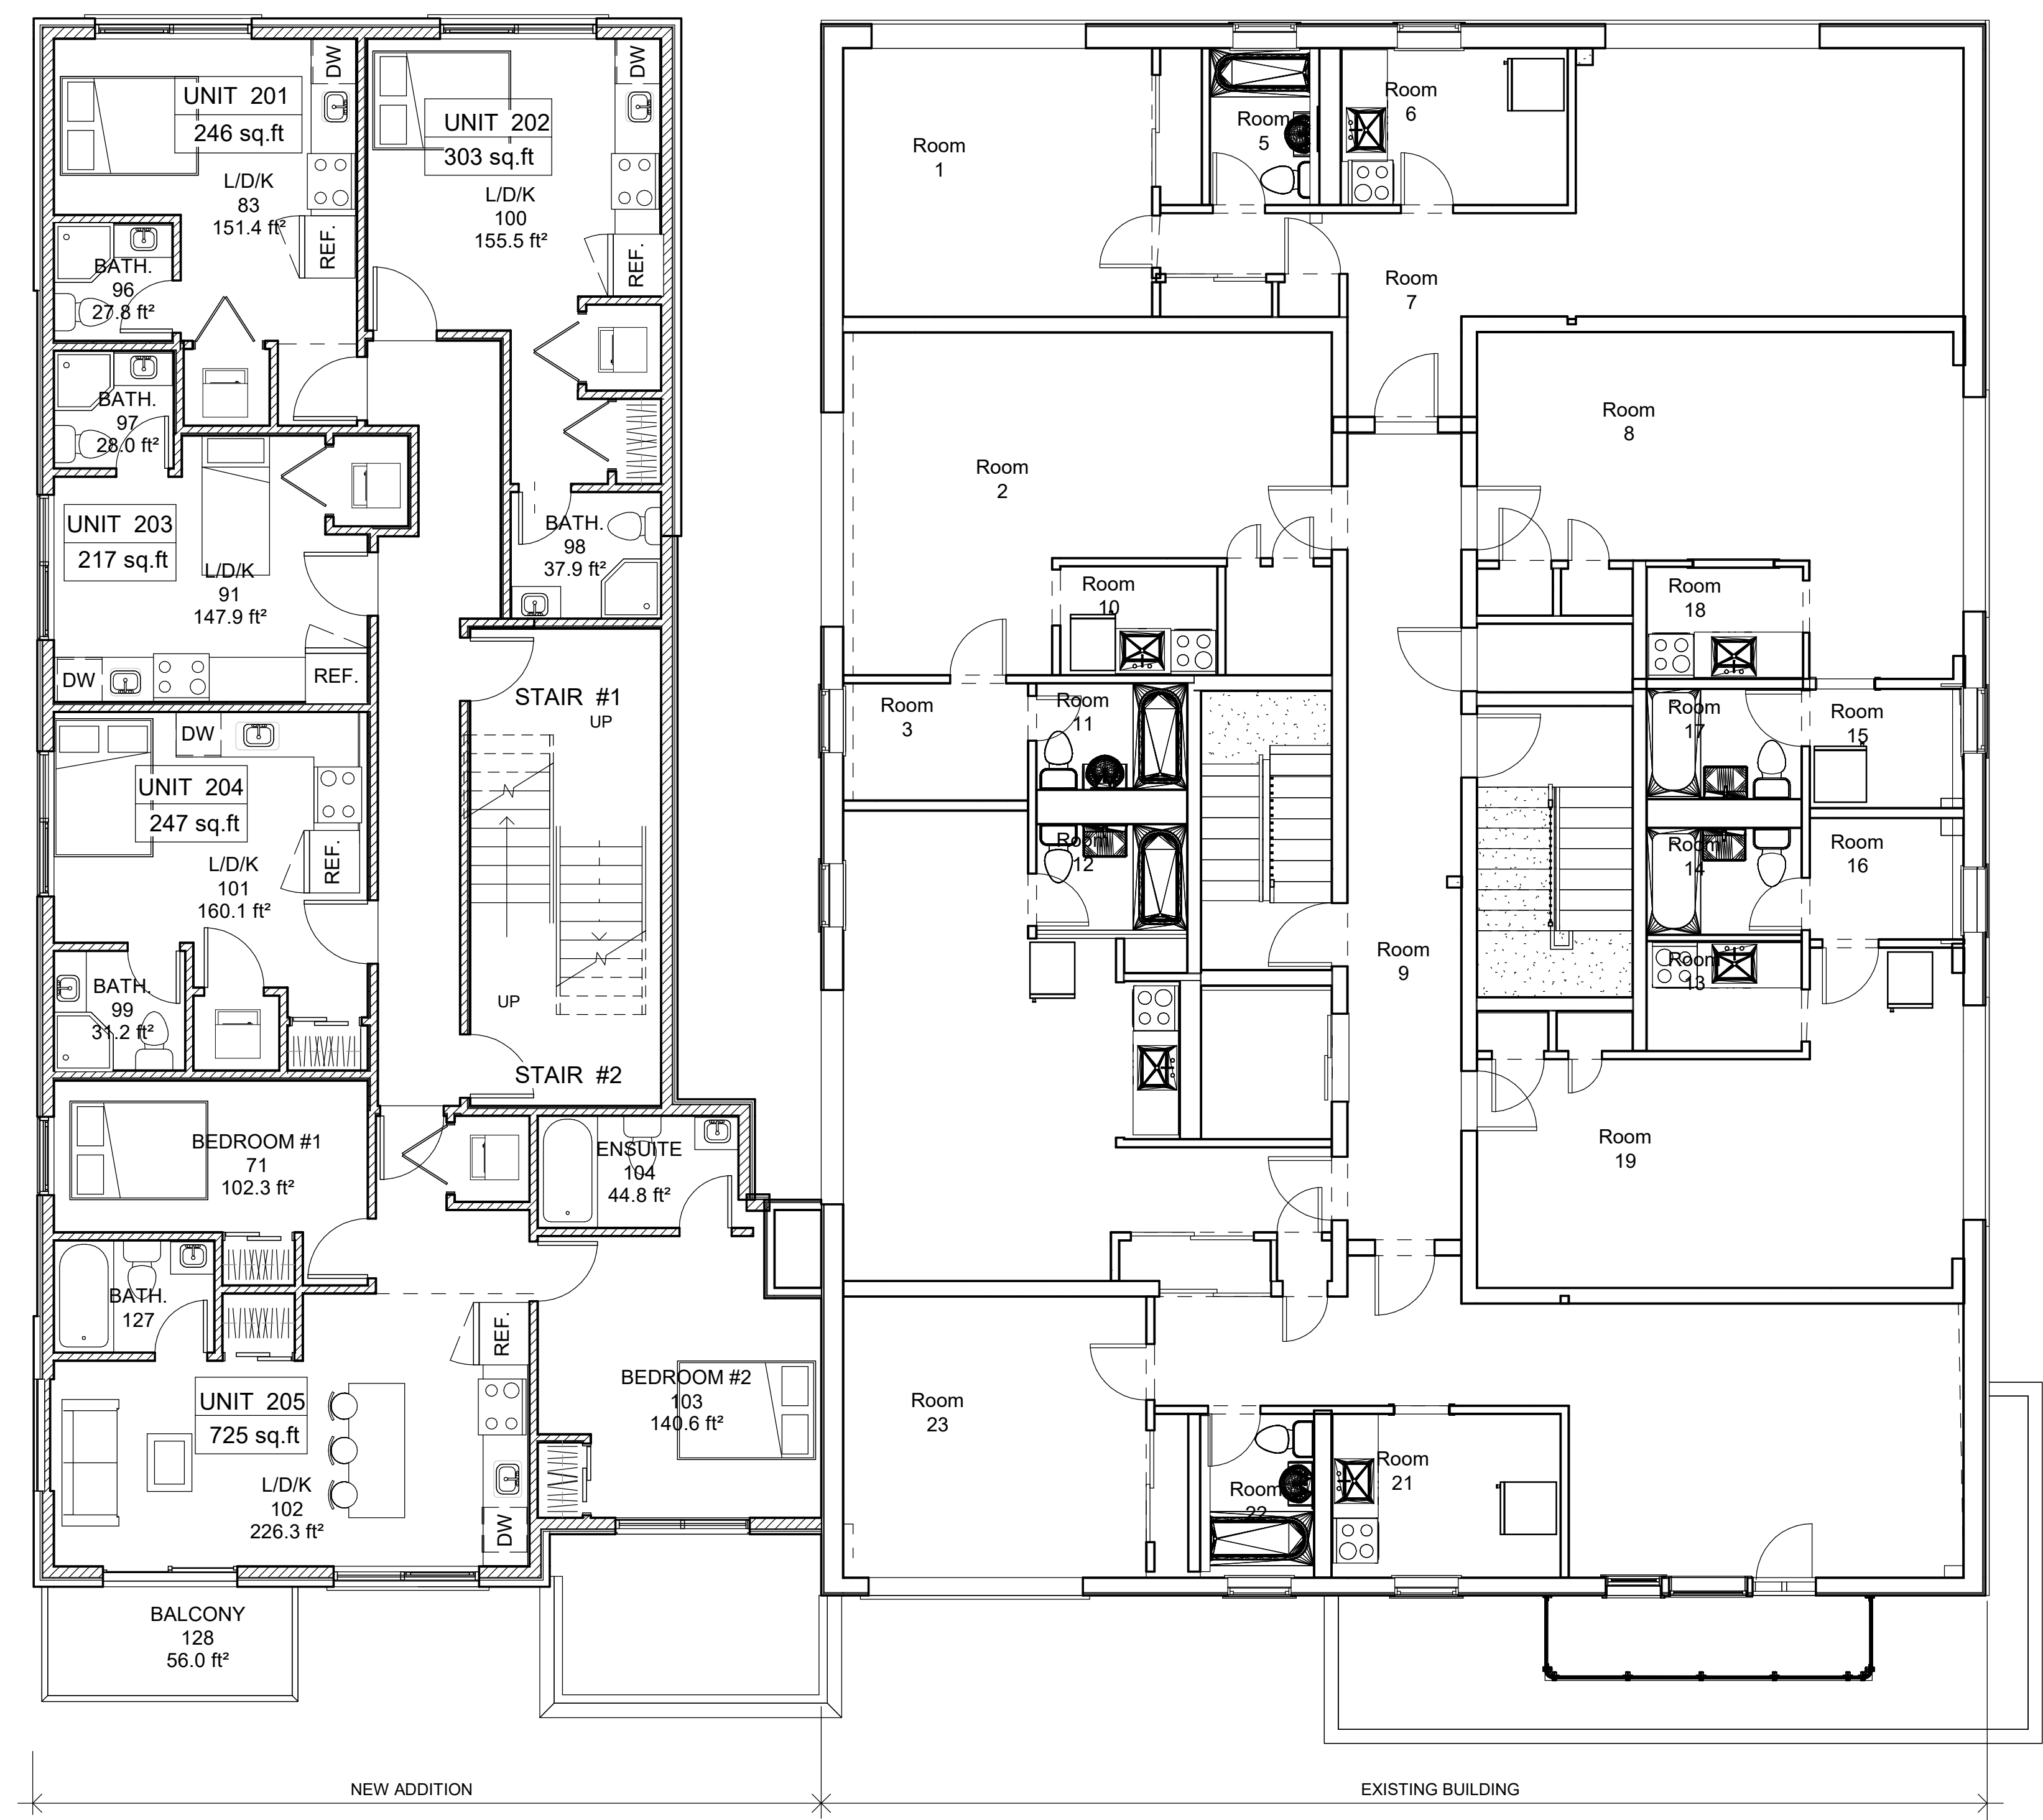 DW
UNIT 201
246 sq.ft
L/D/K
83
151.4 ft²
REF.
BATH.
96
27.8 ft²
DW
UNIT 202
303 sq.ft
L/D/K
100
155.5 ft²
REF.
BATH.
97
28.0 ft²
UNIT 203
217 sq.ft
L/D/K
91
147.9 ft²
DW
REF.
BATH.
98
37.9 ft²
STAIR #1
UP
UP
STAIR #2
DW
UNIT 204
247 sq.ft
L/D/K
101
160.1 ft²
REF.
BATH.
99
31.2 ft²
BEDROOM #1
71
102.3 ft²
ENSUITE
104
44.8 ft²
BATH.
127
REF.
UNIT 205
725 sq.ft
L/D/K
102
226.3 ft²
DW
BEDROOM #2
103
140.6 ft²
BALCONY
128
56.0 ft²
Room
1
Room
5
Room
6
Room
7
Room
2
Room
8
Room
10
Room
18
Room
3
Room
11
Room
17
Room
15
Room
12
Room
14
Room
16
Room
9
Room
13
Room
19
Room
23
Room
22
Room
21
NEW ADDITION
EXISTING BUILDING